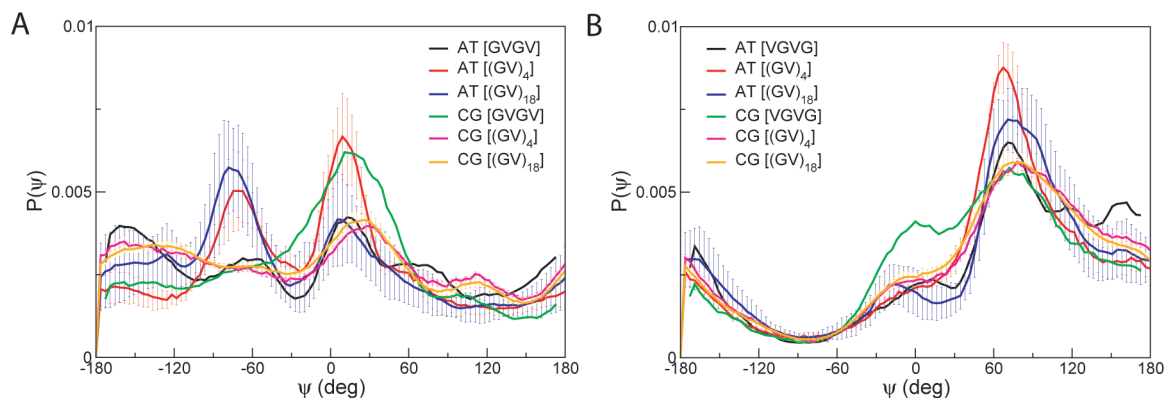 A
0.01
0.005
0
P(ψ)
-180 -120 -60 0 60 120 180
ψ (deg)
AT [GVGV]
AT [(GV)4]
AT [(GV)18]
CG [GVGV]
CG [(GV)4]
CG [(GV)18]
B
0.01
0.005
0
P(ψ)
-180 -120 -60 0 60 120 180
ψ (deg)
AT [VGVG]
AT [(GV)4]
AT [(GV)18]
CG [VGVG]
CG [(GV)4]
CG [(GV)18]